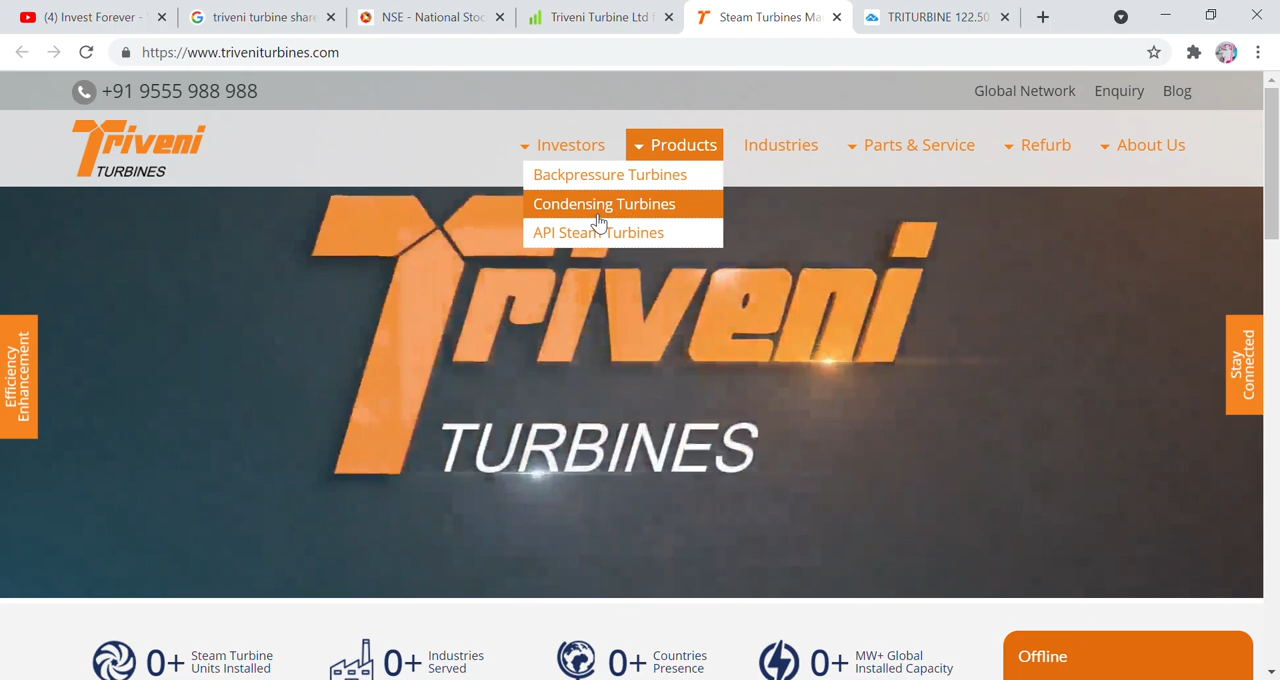 (4) Invest Forever -
triveni turbine share
NSE - National Stoc
Triveni Turbine Ltd f
Steam Turbines Ma
TRITURBINE 122.50
https://www.triveniturbines.com
+91 9555 988 988
Global Network
Enquiry
Blog
Triveni
TURBINES
Investors
Products
Industries
Parts & Service
Refurb
About Us
Backpressure Turbines
Condensing Turbines
API Steam Turbines
Triveni
TURBINES
Efficiency
Enhancement
Stay
Connected
0+ Steam Turbine
Units Installed
0+ Industries
Served
0+ Countries
Presence
0+ MW+ Global
Installed Capacity
Offline